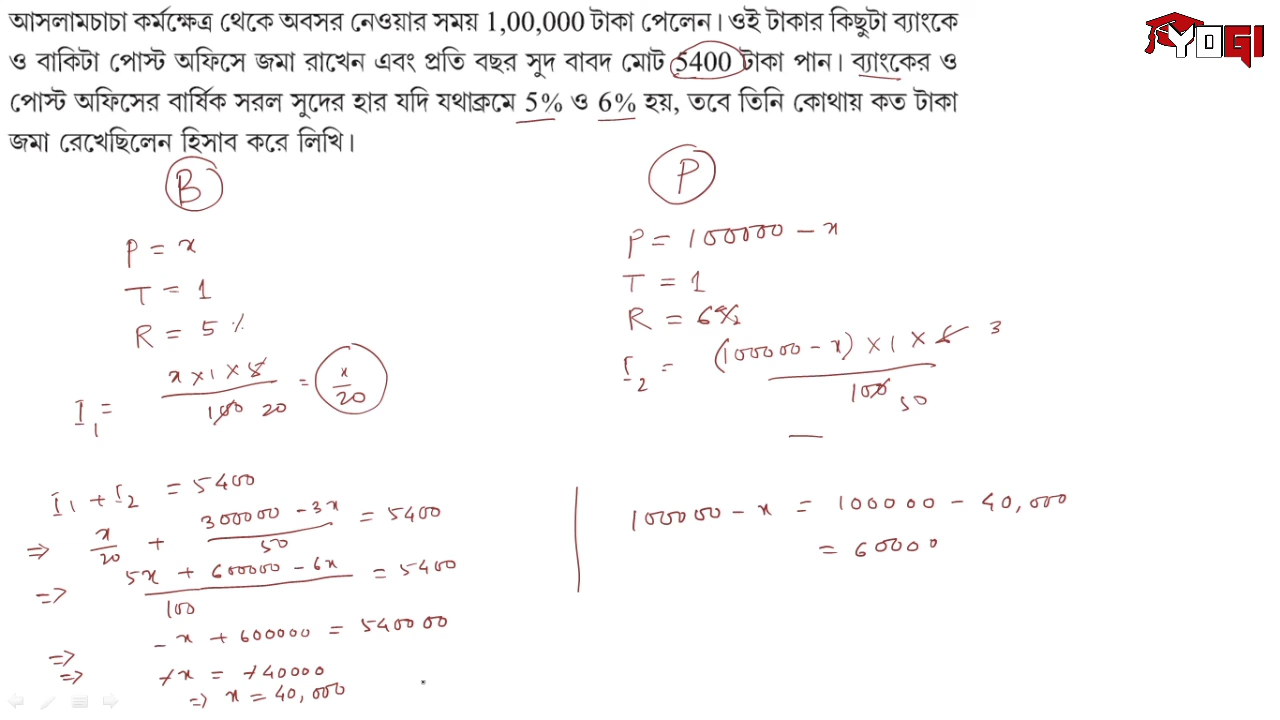 আসলামচাচা কর্মক্ষেত্র থেকে অবসর নেওয়ার সময় 1,00,000 টাকা পেলেন। ওই টাকার কিছুটা ব্যাংকে
ও বাকিটা পোস্ট অফিসে জমা রাখেন এবং প্রতি বছর সুদ বাবদ মোট 5400 টাকা পান। ব্যাংকের ও
পোস্ট অফিসের বার্ষিক সরল সুদের হার যদি যথাক্রমে 5% ও 6% হয়, তবে তিনি কোথায় কত টাকা
জমা রেখেছিলেন হিসাব করে লিখি।
YOGI
B
P = x
T = 1
R = 5 %
I₁ = x × 1 × 5 / 100 20 = x/20
P
P = 100000 - x
T = 1
R = 6%
I₂ = (100000 - x) × 1 × 6 3 / 100 50
I₁ + I₂ = 5400
⇒ x/20 + 300000 - 3x / 50 = 5400
⇒ 5x + 600000 - 6x / 100 = 5400
⇒ - x + 600000 = 540000
⇒ -x = -40000
⇒ x = 40,000
100000 - x = 100000 - 40,000
= 60000